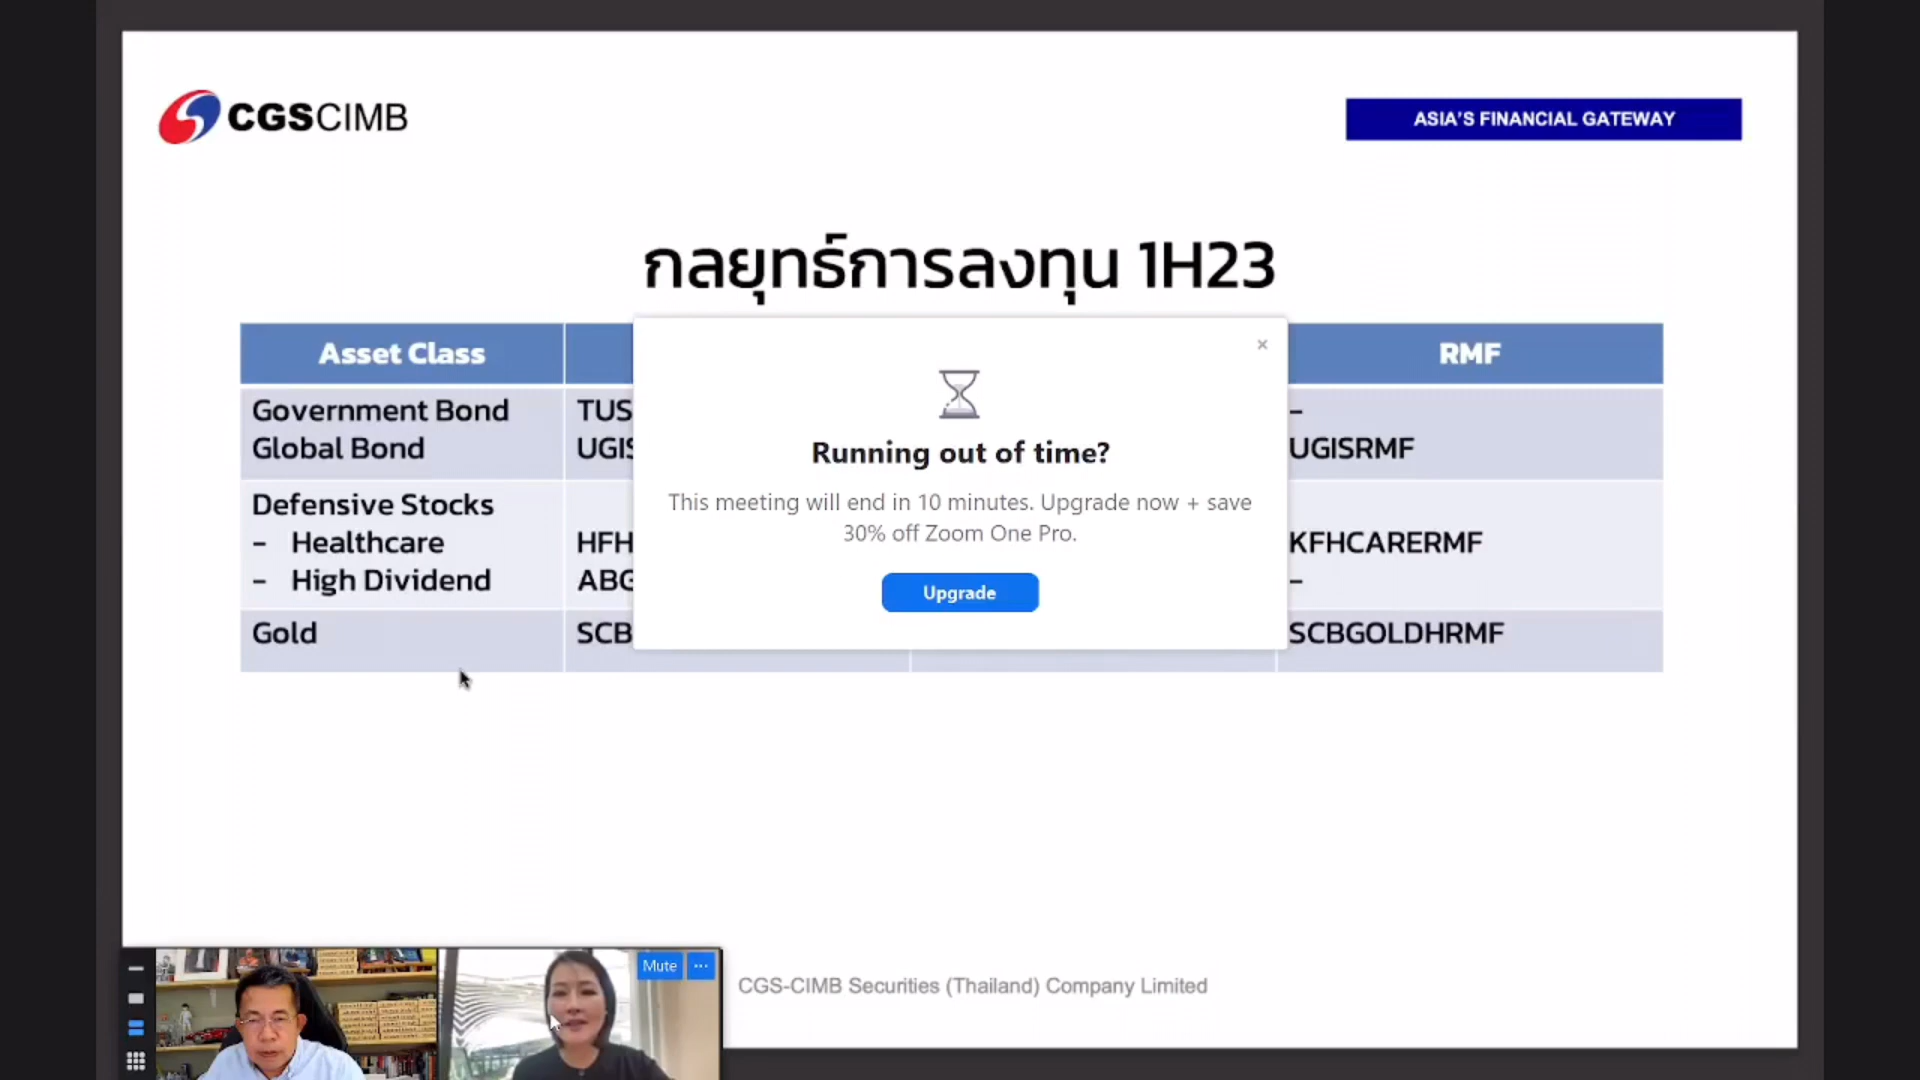 CGSCIMB
ASIA'S FINANCIAL GATEWAY
กลยุทธ์การลงทุน 1H23
Asset Class
RMF
Government Bond
TUS
-
Global Bond
UGIS
UGISRMF
Defensive Stocks
- Healthcare
HFH
KFHCARERMF
- High Dividend
ABG
-
Gold
SCB
SCBGOLDHRMF
×
Running out of time?
This meeting will end in 10 minutes. Upgrade now + save
30% off Zoom One Pro.
Upgrade
Mute
...
CGS-CIMB Securities (Thailand) Company Limited